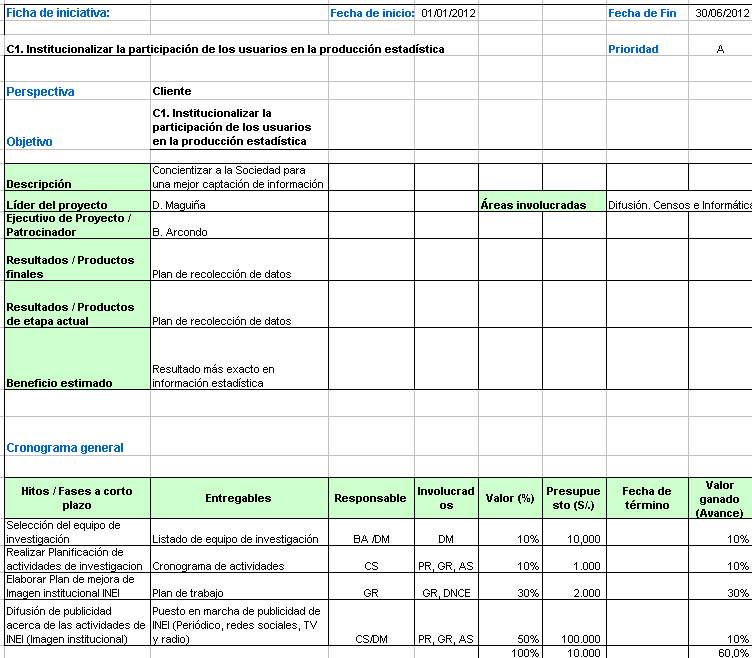 Ficha de iniciativa: Fecha de inicio: 01/01/2012 Fecha de Fin 30/06/2012
C1. Institucionalizar la participación de los usuarios en la producción estadística Prioridad A
Perspectiva Cliente
C1. Institucionalizar la
participación de los usuarios
en la producción estadística
Objetivo
Descripción
Concientizar a la Sociedad para
una mejor captación de información
Líder del proyecto D. Maguiña Áreas involucradas Difusión. Censos e Informática
Ejecutivo de Proyecto /
Patrocinador B. Arcondo
Resultados / Productos
finales Plan de recolección de datos
Resultados / Productos
de etapa actual Plan de recolección de datos
Beneficio estimado
Resultado más exacto en
información estadística
Cronograma general
Hitos / Fases a corto
plazo
Entregables
Responsable
Involucrad
os
Valor (%)
Presupue
sto (S/.)
Fecha de
término
Valor
ganado
(Avance)
Selección del equipo de
investigación Listado de equipo de investigación BA /DM DM 10% 10,000 10%
Realizar Planificación de
actividades de investigacion Cronograma de actividades CS PR, GR, AS 10% 1.000 10%
Elaborar Plan de mejora de
Imagen institucional INEI Plan de trabajo GR GR, DNCE 30% 2.000 30%
Difusión de publicidad
acerca de las actividades de
INEI (Imagen institucional)
Puesto en marcha de publicidad de
INEI (Periódico, redes sociales, TV
y radio) CS/DM PR, GR, AS 50% 100.000 10%
100% 10.000 60,0%